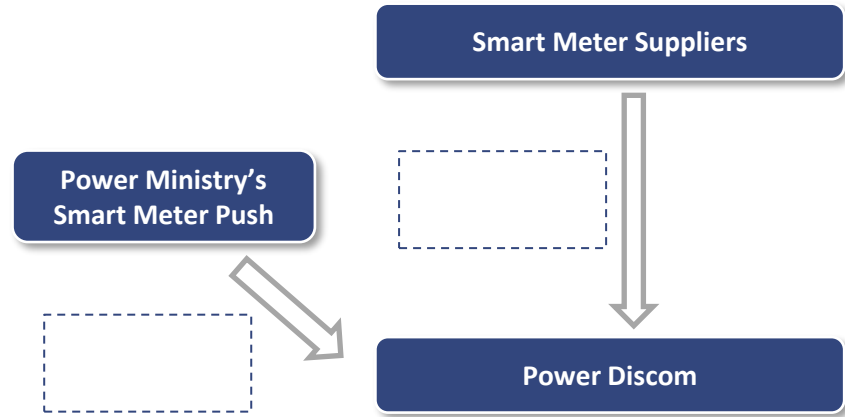 Smart Meter Suppliers
Power Ministry's
Smart Meter Push
Power Discom